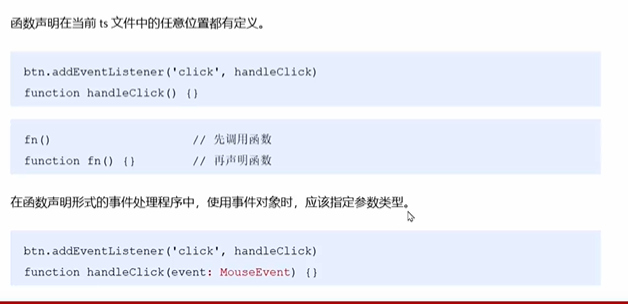 函数声明在当前 ts 文件中的任意位置都有定义。
btn.addEventListener('click', handleClick)
function handleClick() {}
fn() // 先调用函数
function fn() {} // 再声明函数
在函数声明形式的事件处理程序中，使用事件对象时，应该指定参数类型。
btn.addEventListener('click', handleClick)
function handleClick(event: MouseEvent) {}